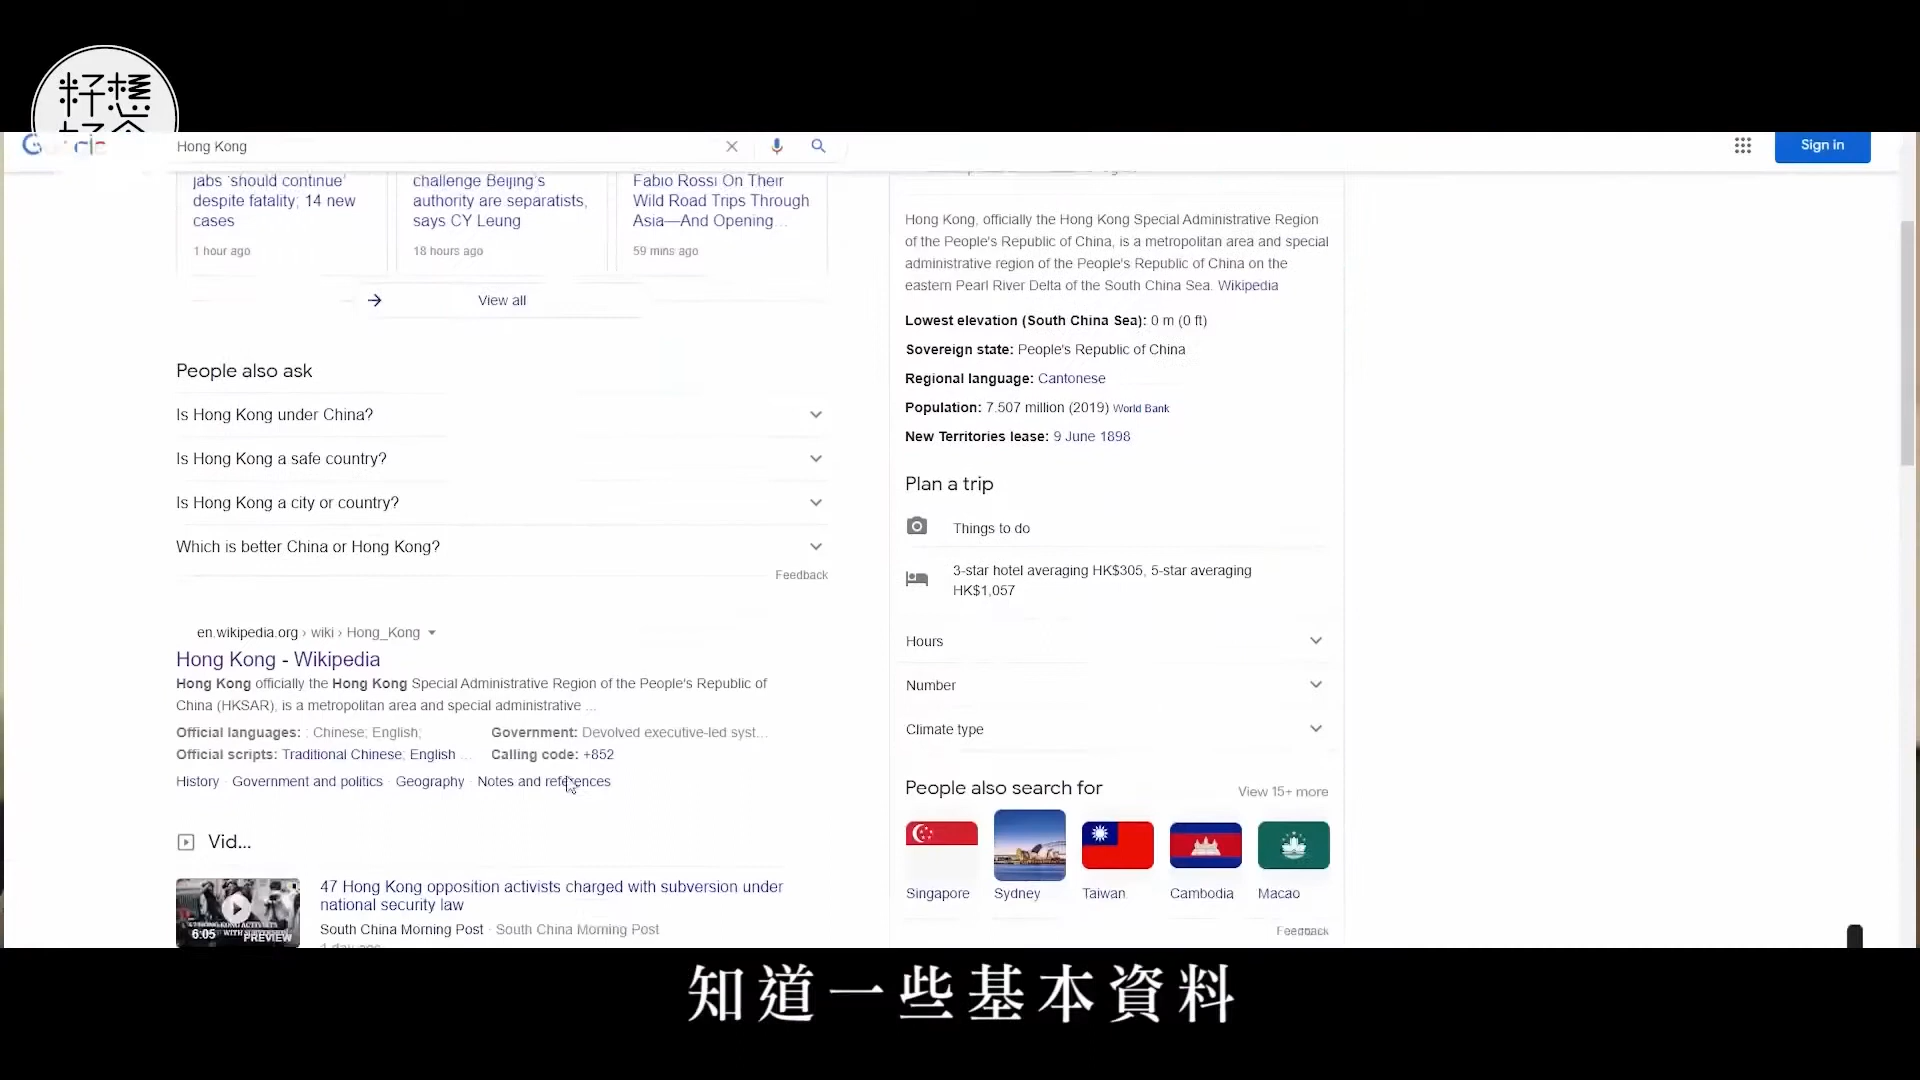 籽想
Hong Kong
Sign in
jabs 'should continue'
despite fatality; 14 new
cases
1 hour ago
challenge Beijing's
authority are separatists,
says CY Leung
18 hours ago
Fabio Rossi On Their
Wild Road Trips Through
Asia—And Opening...
59 mins ago
View all
People also ask
Is Hong Kong under China?
Is Hong Kong a safe country?
Is Hong Kong a city or country?
Which is better China or Hong Kong?
Feedback
en.wikipedia.org › wiki › Hong_Kong
Hong Kong - Wikipedia
Hong Kong officially the Hong Kong Special Administrative Region of the People's Republic of
China (HKSAR), is a metropolitan area and special administrative ...
Official languages: : Chinese; English;
Government: Devolved executive-led syst...
Official scripts: Traditional Chinese; English ...
Calling code: +852
History · Government and politics · Geography · Notes and references
Vid...
6:05
PREVIEW
47 Hong Kong opposition activists charged with subversion under
national security law
South China Morning Post · South China Morning Post
1 day ago
Hong Kong, officially the Hong Kong Special Administrative Region
of the People's Republic of China, is a metropolitan area and special
administrative region of the People's Republic of China on the
eastern Pearl River Delta of the South China Sea. Wikipedia
Lowest elevation (South China Sea): 0 m (0 ft)
Sovereign state: People's Republic of China
Regional language: Cantonese
Population: 7.507 million (2019) World Bank
New Territories lease: 9 June 1898
Plan a trip
Things to do
3-star hotel averaging HK$305, 5-star averaging
HK$1,057
Hours
Number
Climate type
People also search for
View 15+ more
Singapore
Sydney
Taiwan
Cambodia
Macao
Feedback
知道一些基本資料